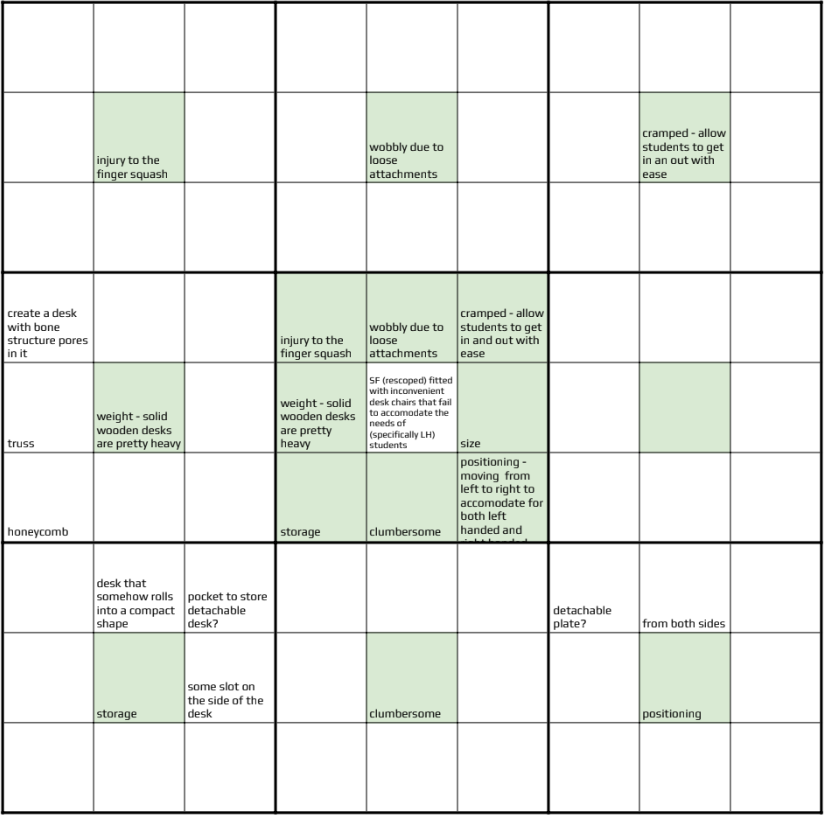 injury to the
finger squash
wobbly due to
loose
attachments
cramped - allow
students to get
in an out with
ease
create a desk
with bone
structure pores
in it
injury to the
finger squash
wobbly due to
loose
attachments
cramped - allow
students to get
in and out with
ease
truss
weight - solid
wooden desks
are pretty heavy
weight - solid
wooden desks
are pretty
heavy
SF (rescoped) fitted
with inconvenient
desk chairs that fail
to accomodate the
needs of
(specifically LH)
students
size
honeycomb
storage
clumbersome
positioning -
moving from
left to right to
accomodate for
both left
handed and
desk that
somehow rolls
into a compact
shape
pocket to store
detachable
desk?
detachable
plate?
from both sides
storage
some slot on
the side of the
desk
clumbersome
positioning